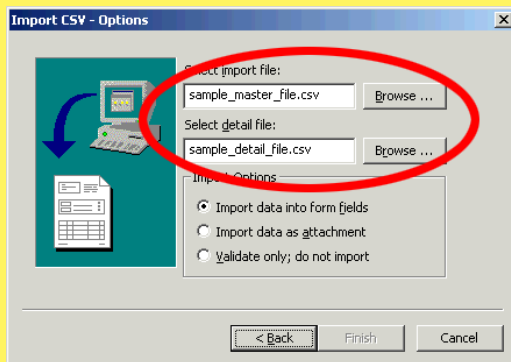 Import CSV - Options
Select import file:
sample_master_file.csv
Browse ...
Select detail file:
sample_detail_file.csv
Browse ...
Import Options
Import data into form fields
Import data as attachment
Validate only; do not import
< Back
Finish
Cancel